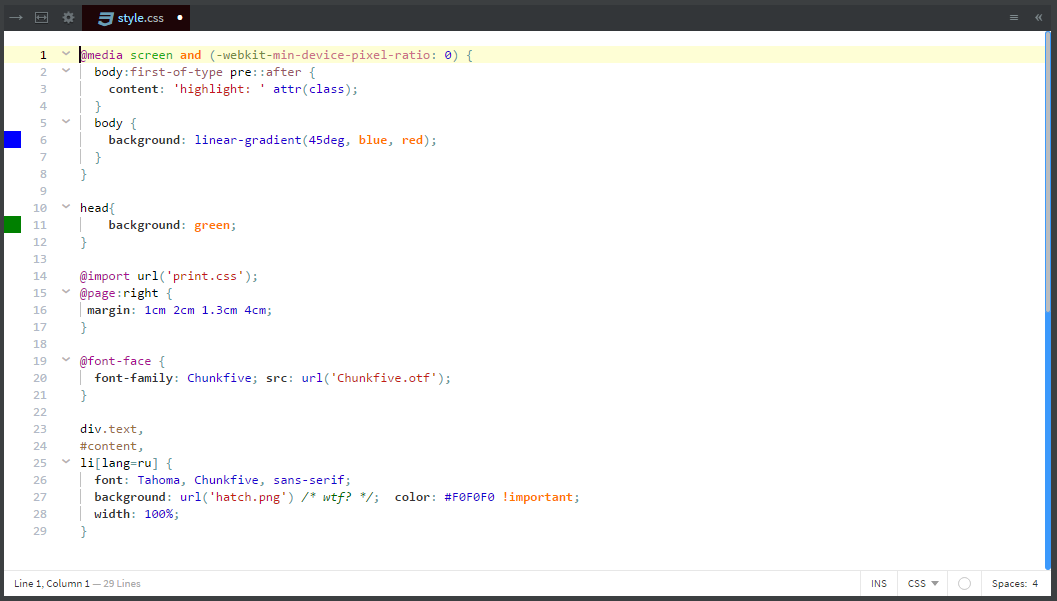 style.css
1 @media screen and (-webkit-min-device-pixel-ratio: 0) {
2 body:first-of-type pre::after {
3 content: 'highlight: ' attr(class);
4 }
5 body {
6 background: linear-gradient(45deg, blue, red);
7 }
8 }
9
10 head{
11 background: green;
12 }
13
14 @import url('print.css');
15 @page:right {
16 margin: 1cm 2cm 1.3cm 4cm;
17 }
18
19 @font-face {
20 font-family: Chunkfive; src: url('Chunkfive.otf');
21 }
22
23 div.text,
24 #content,
25 li[lang=ru] {
26 font: Tahoma, Chunkfive, sans-serif;
27 background: url('hatch.png') /* wtf? */;  color: #F0F0F0 !important;
28 width: 100%;
29 }
Line 1, Column 1 — 29 Lines INS CSS Spaces: 4